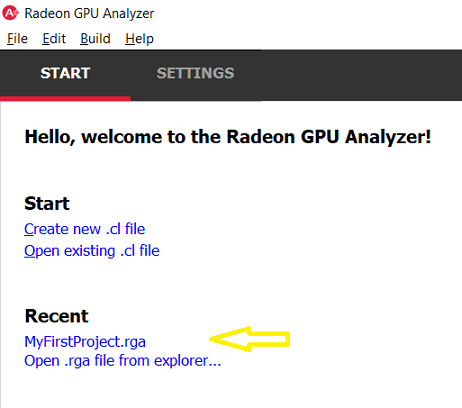 Radeon GPU Analyzer
File Edit Build Help
START SETTINGS
Hello, welcome to the Radeon GPU Analyzer!
Start
Create new .cl file
Open existing .cl file
Recent
MyFirstProject.rga
Open .rga file from explorer...